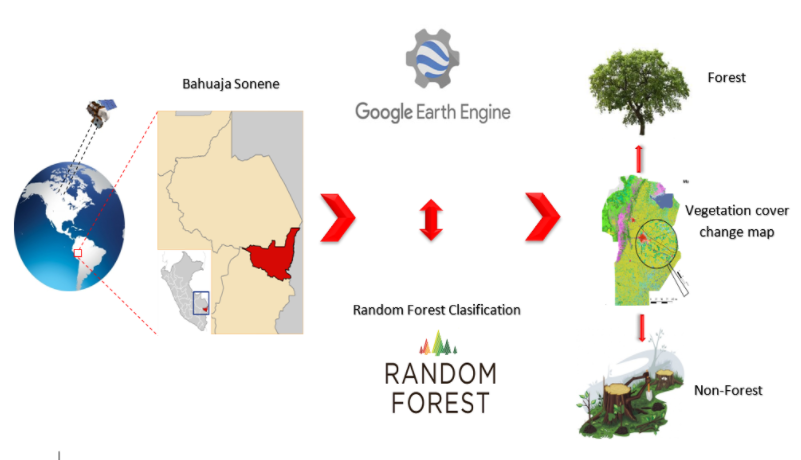 Bahuaja Sonene
Google Earth Engine
Forest
Vegetation cover
change map
Random Forest Clasification
RANDOM
FOREST
Non-Forest